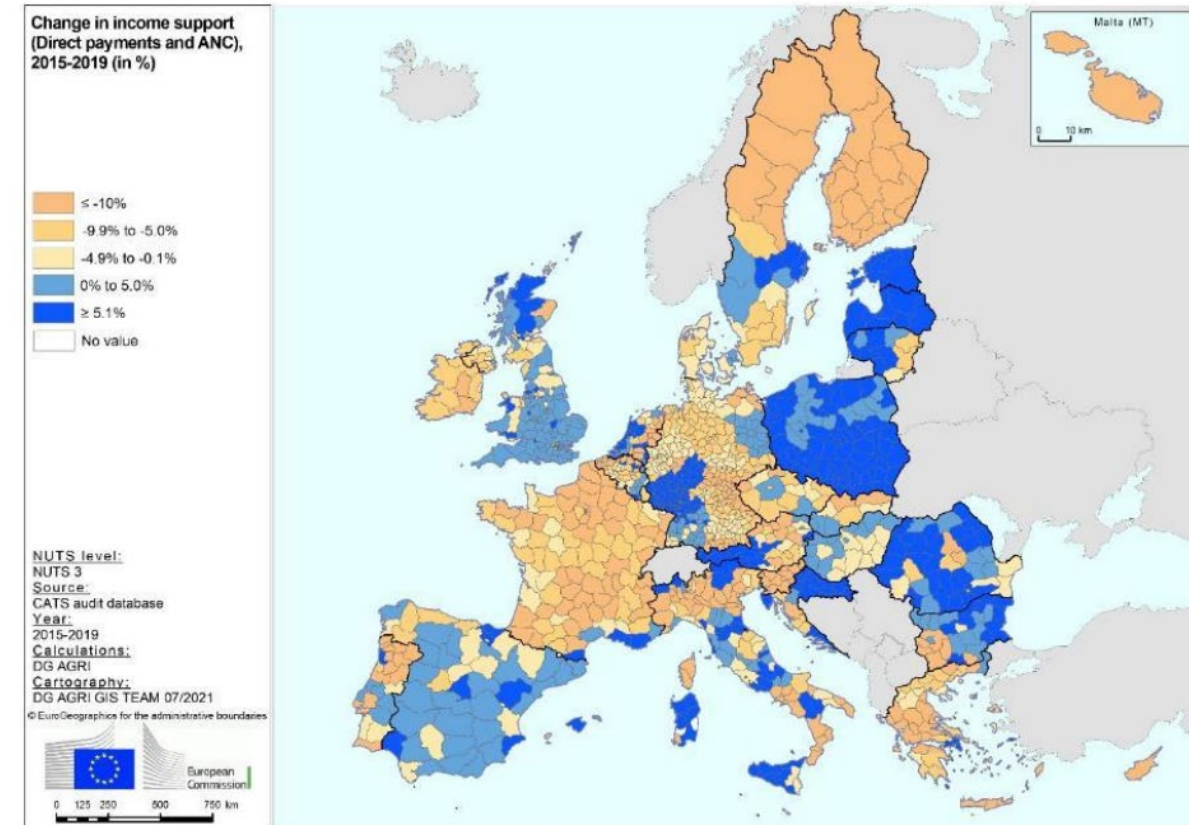 Change in income support
(Direct payments and ANC),
2015-2019 (in %)
≤ -10%
-9.9% to -5.0%
-4.9% to -0.1%
0% to 5.0%
≥ 5.1%
No value
NUTS level:
NUTS 3
Source:
CATS audit database
Year:
2015-2019
Calculations:
DG AGRI
Cartography:
DG AGRI GIS TEAM 07/2021
© EuroGeographics for the administrative boundaries
European
Commission
0 125 250 500 750 km
Malta (MT)
0 10 km